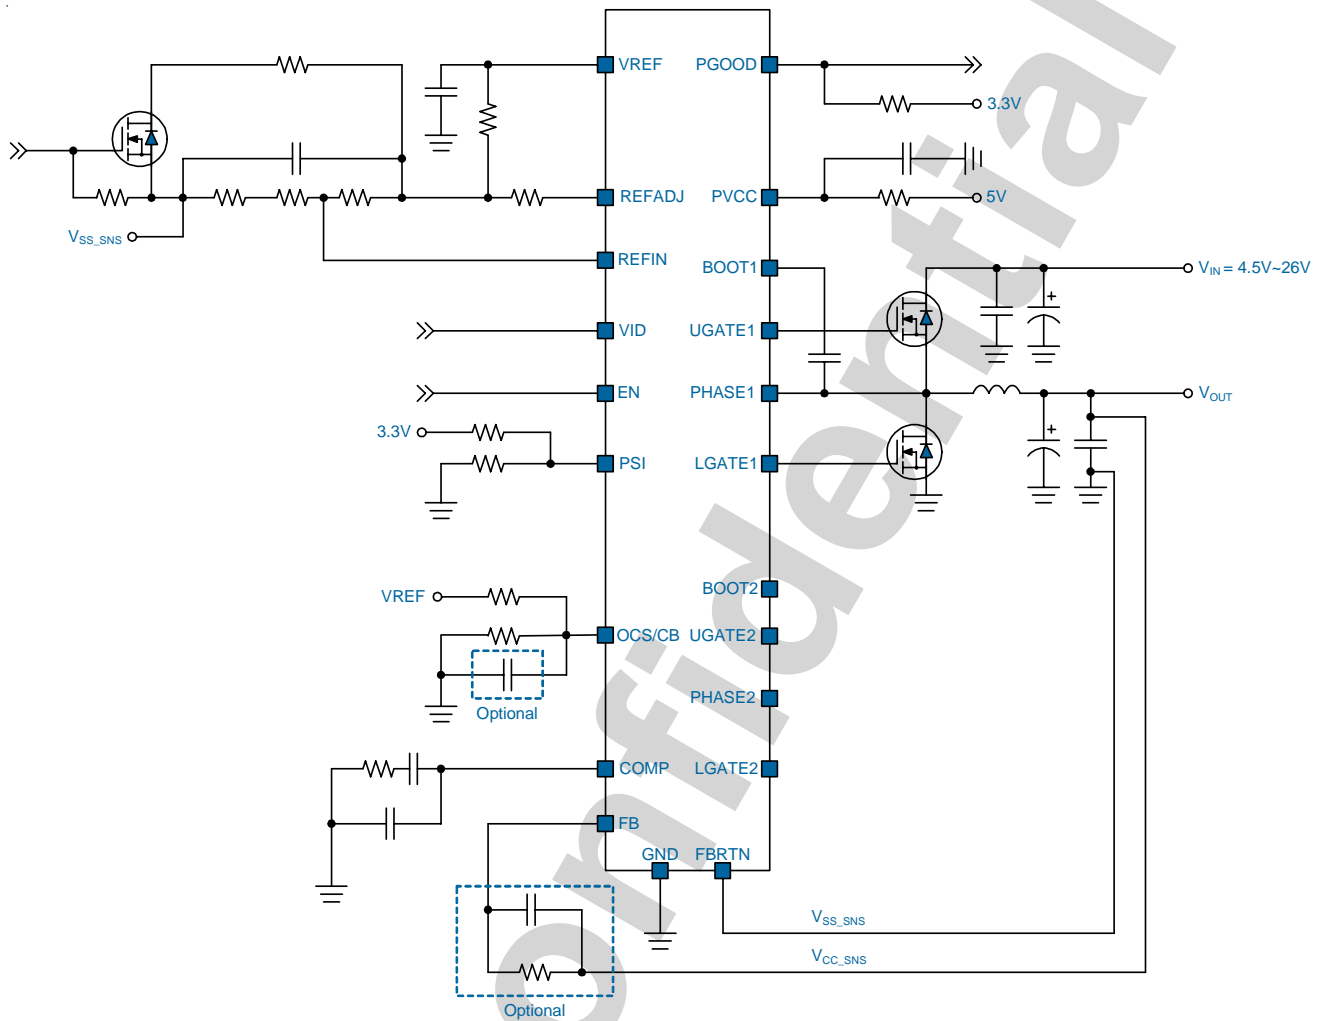 VREF PGOOD
3.3V
REFADJ PVCC
5V
VSS_SNS
REFIN
BOOT1
VIN = 4.5V~26V
VID UGATE1
EN PHASE1
VOUT
3.3V
PSI LGATE1
BOOT2
VREF
OCS/CB UGATE2
PHASE2
Optional
COMP LGATE2
FB
GND FBRTN
VSS_SNS
VCC_SNS
Optional
onfidential